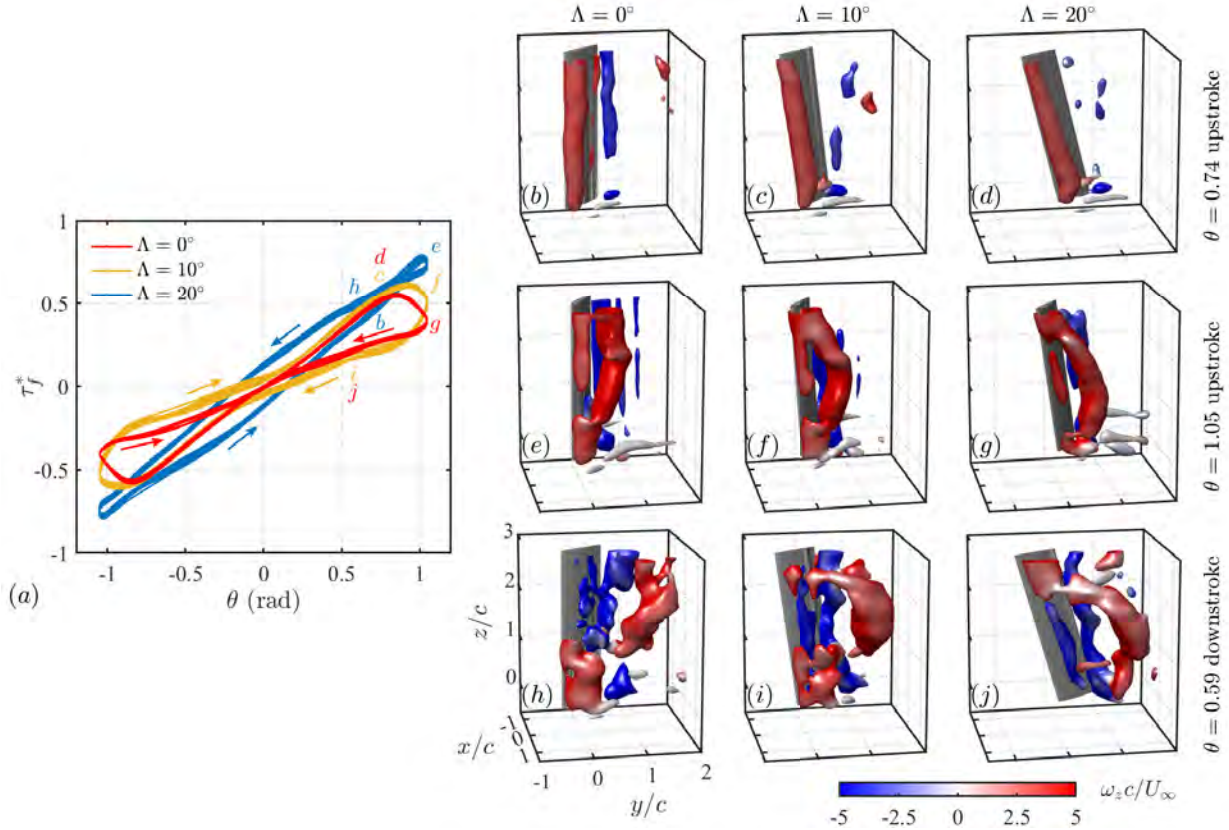 Λ = 0°
Λ = 10°
Λ = 20°
(b)
(c)
(d)
θ = 0.74 upstroke
1
Λ = 0°
Λ = 10°
Λ = 20°
d
c
e
h
f
0.5
b
g
τ*f
0
i
j
-0.5
-1
-1
-0.5
0
0.5
1
(a)
θ (rad)
(e)
(f)
(g)
θ = 1.05 upstroke
3
2
z/c
1
0
(h)
(i)
(j)
θ = 0.59 downstroke
-1
0
1
x/c
-1
0
1
2
y/c
ωzc/U∞
-5
-2.5
0
2.5
5